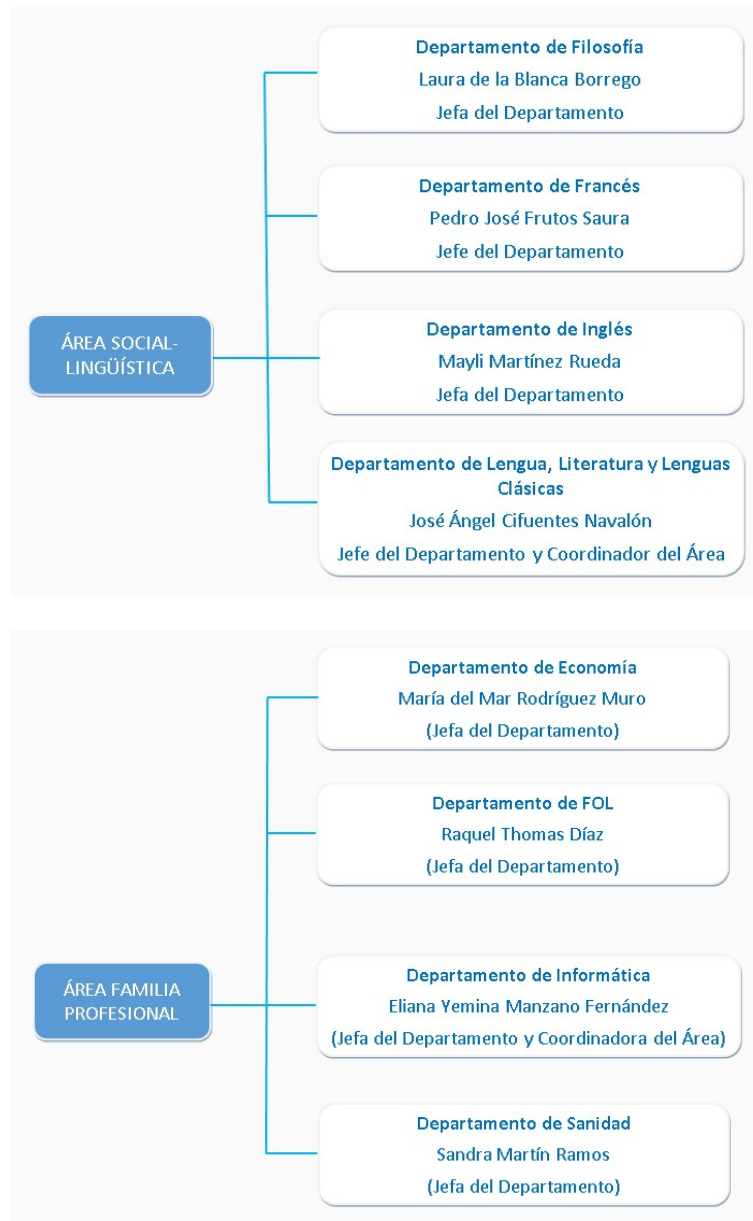 Departamento de Filosofía
Laura de la Blanca Borrego
Jefa del Departamento
Departamento de Francés
Pedro José Frutos Saura
Jefe del Departamento
ÁREA SOCIAL-
LINGÜÍSTICA
Departamento de Inglés
Mayli Martínez Rueda
Jefa del Departamento
Departamento de Lengua, Literatura y Lenguas
Clásicas
José Ángel Cifuentes Navalón
Jefe del Departamento y Coordinador del Área
Departamento de Economía
María del Mar Rodríguez Muro
(Jefa del Departamento)
Departamento de FOL
Raquel Thomas Díaz
(Jefa del Departamento)
ÁREA FAMILIA
PROFESIONAL
Departamento de Informática
Eliana Yemina Manzano Fernández
(Jefa del Departamento y Coordinadora del Área)
Departamento de Sanidad
Sandra Martín Ramos
(Jefa del Departamento)